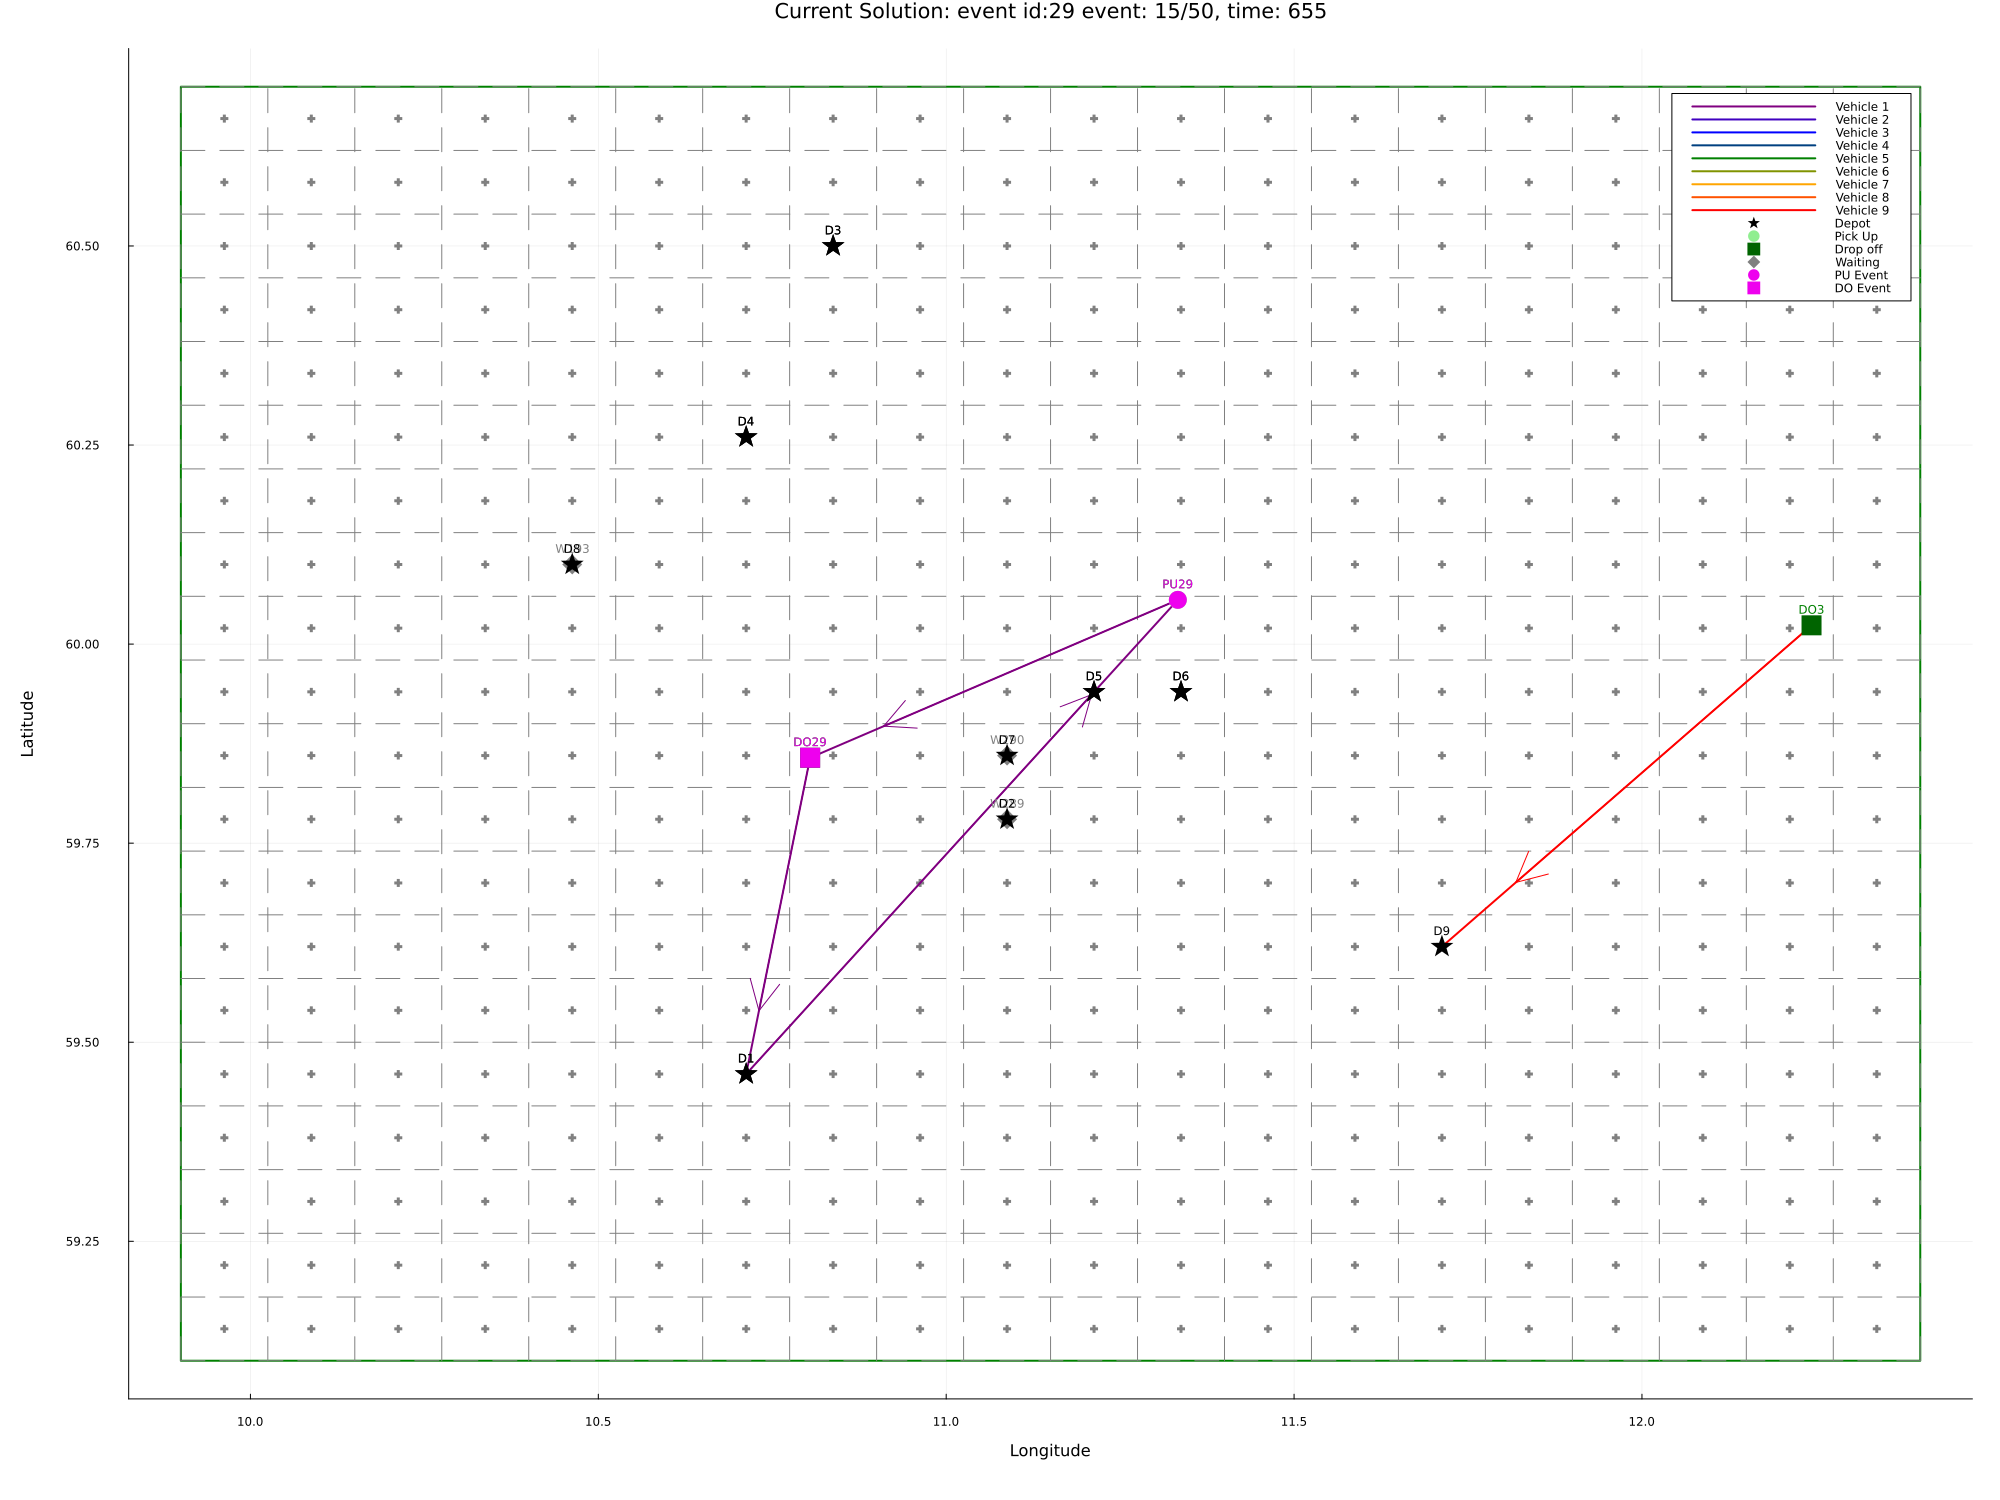 Current Solution: event id:29 event: 15/50, time: 655
Vehicle 1
Vehicle 2
Vehicle 3
Vehicle 4
Vehicle 5
Vehicle 6
Vehicle 7
Vehicle 8
Vehicle 9
Depot
Pick Up
Drop off
Waiting
PU Event
DO Event
D3
60.50
D4
60.25
D8
PU29
DO3
60.00
D5
D6
DO29
D7
D2
59.75
D9
59.50
D1
59.25
10.0
10.5
11.0
11.5
12.0
Longitude
Latitude